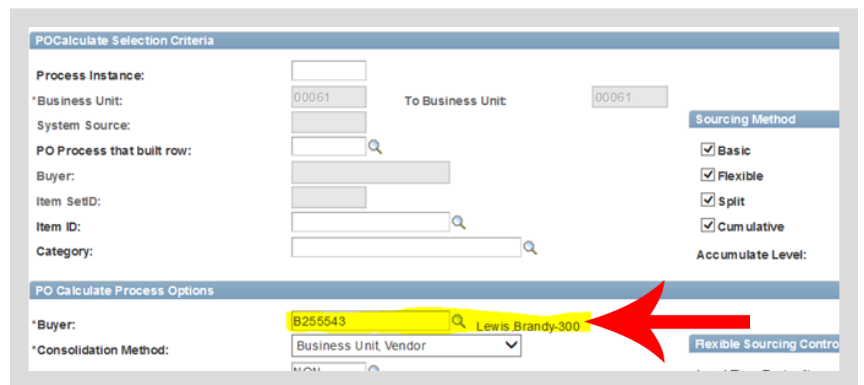 POCalculate Selection Criteria
Process Instance:
*Business Unit: 00061 To Business Unit: 00061
System Source: Sourcing Method
PO Process that built row: Basic
Buyer: Flexible
Item SetID: Split
Item ID: Cumulative
Category: Accumulate Level:
PO Calculate Process Options
*Buyer: B255543 Lewis,Brandy-300
*Consolidation Method: Business Unit, Vendor Flexible Sourcing Contro